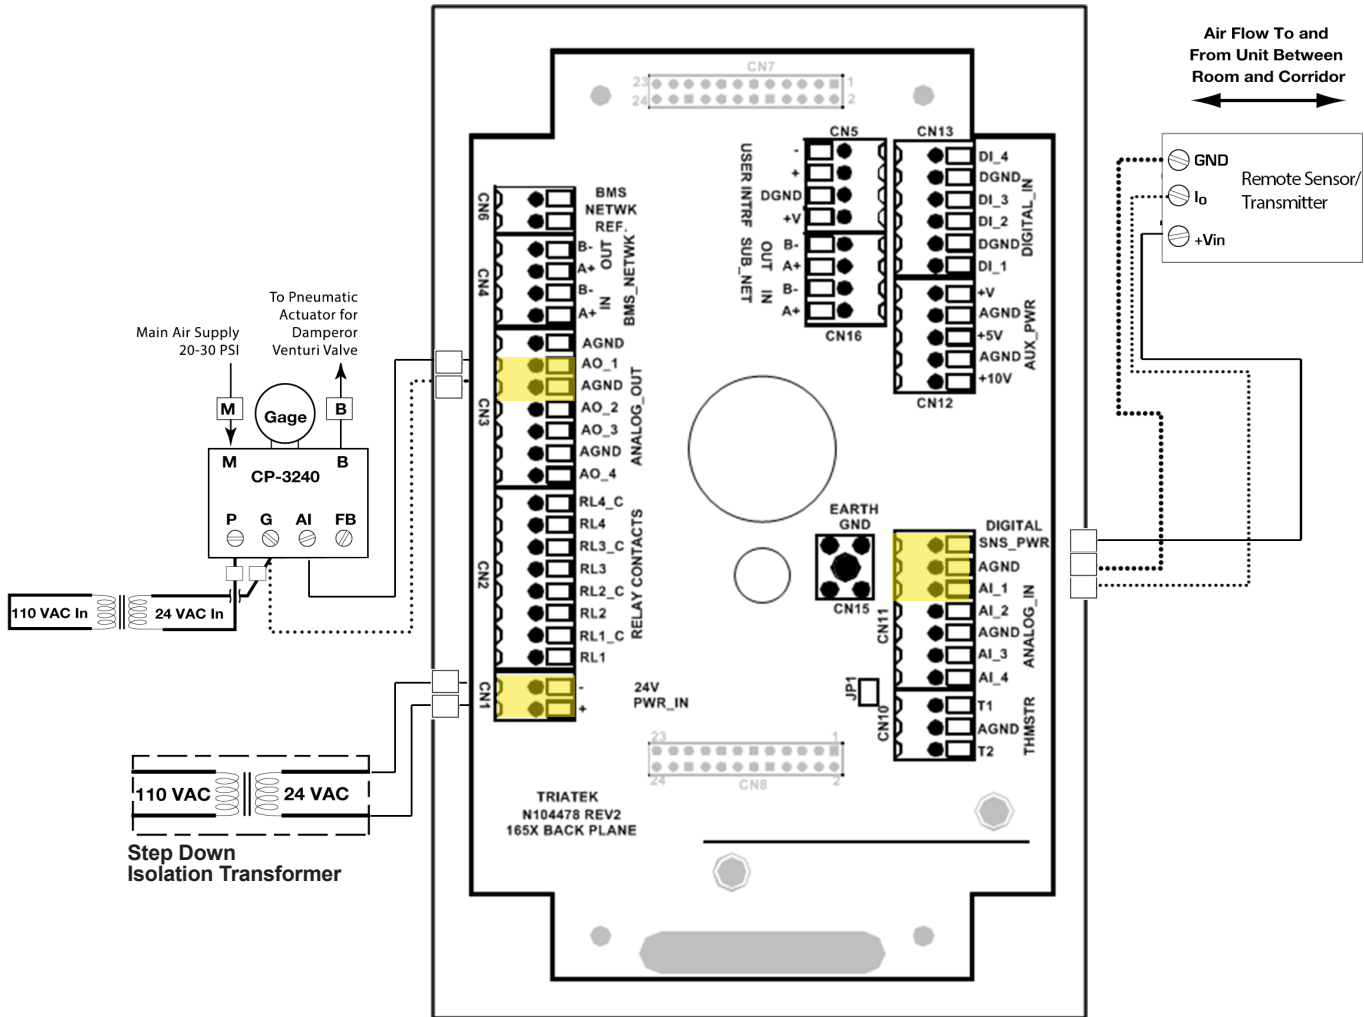 Air Flow To and
From Unit Between
Room and Corridor
GND
Io
+Vin
Remote Sensor/
Transmitter
CN7
23
1
24
2
CN5
CN13
USER INTRF
-
+
DGND
+V
SUB_NET
OUT
IN
B-
A+
B-
A+
CN16
DI_4
DGND
DI_3
DI_2
DGND
DI_1
DIGITAL_IN
+V
AGND
+5V
AGND
+10V
AUX_PWR
CN12
CN6
BMS
NETWK
REF.
CN4
B-
A+
B-
A+
OUT
IN
BMS_NETWK
CN3
AGND
AO_1
AGND
AO_2
AO_3
AGND
AO_4
ANALOG_OUT
CN2
RL4_C
RL4
RL3_C
RL3
RL2_C
RL2
RL1_C
RL1
RELAY CONTACTS
CN1
-
+
24V
PWR_IN
To Pneumatic
Actuator for
Damperor
Venturi Valve
Main Air Supply
20-30 PSI
M
Gage
B
M
B
CP-3240
P
G
AI
FB
110 VAC In
24 VAC In
110 VAC
24 VAC
Step Down
Isolation Transformer
EARTH
GND
CN15
DIGITAL
SNS_PWR
AGND
AI_1
AI_2
AGND
AI_3
AI_4
CN11
ANALOG_IN
JP1
CN10
T1
AGND
T2
THMSTR
23
1
24
2
CN8
TRIATEK
N104478 REV2
165X BACK PLANE